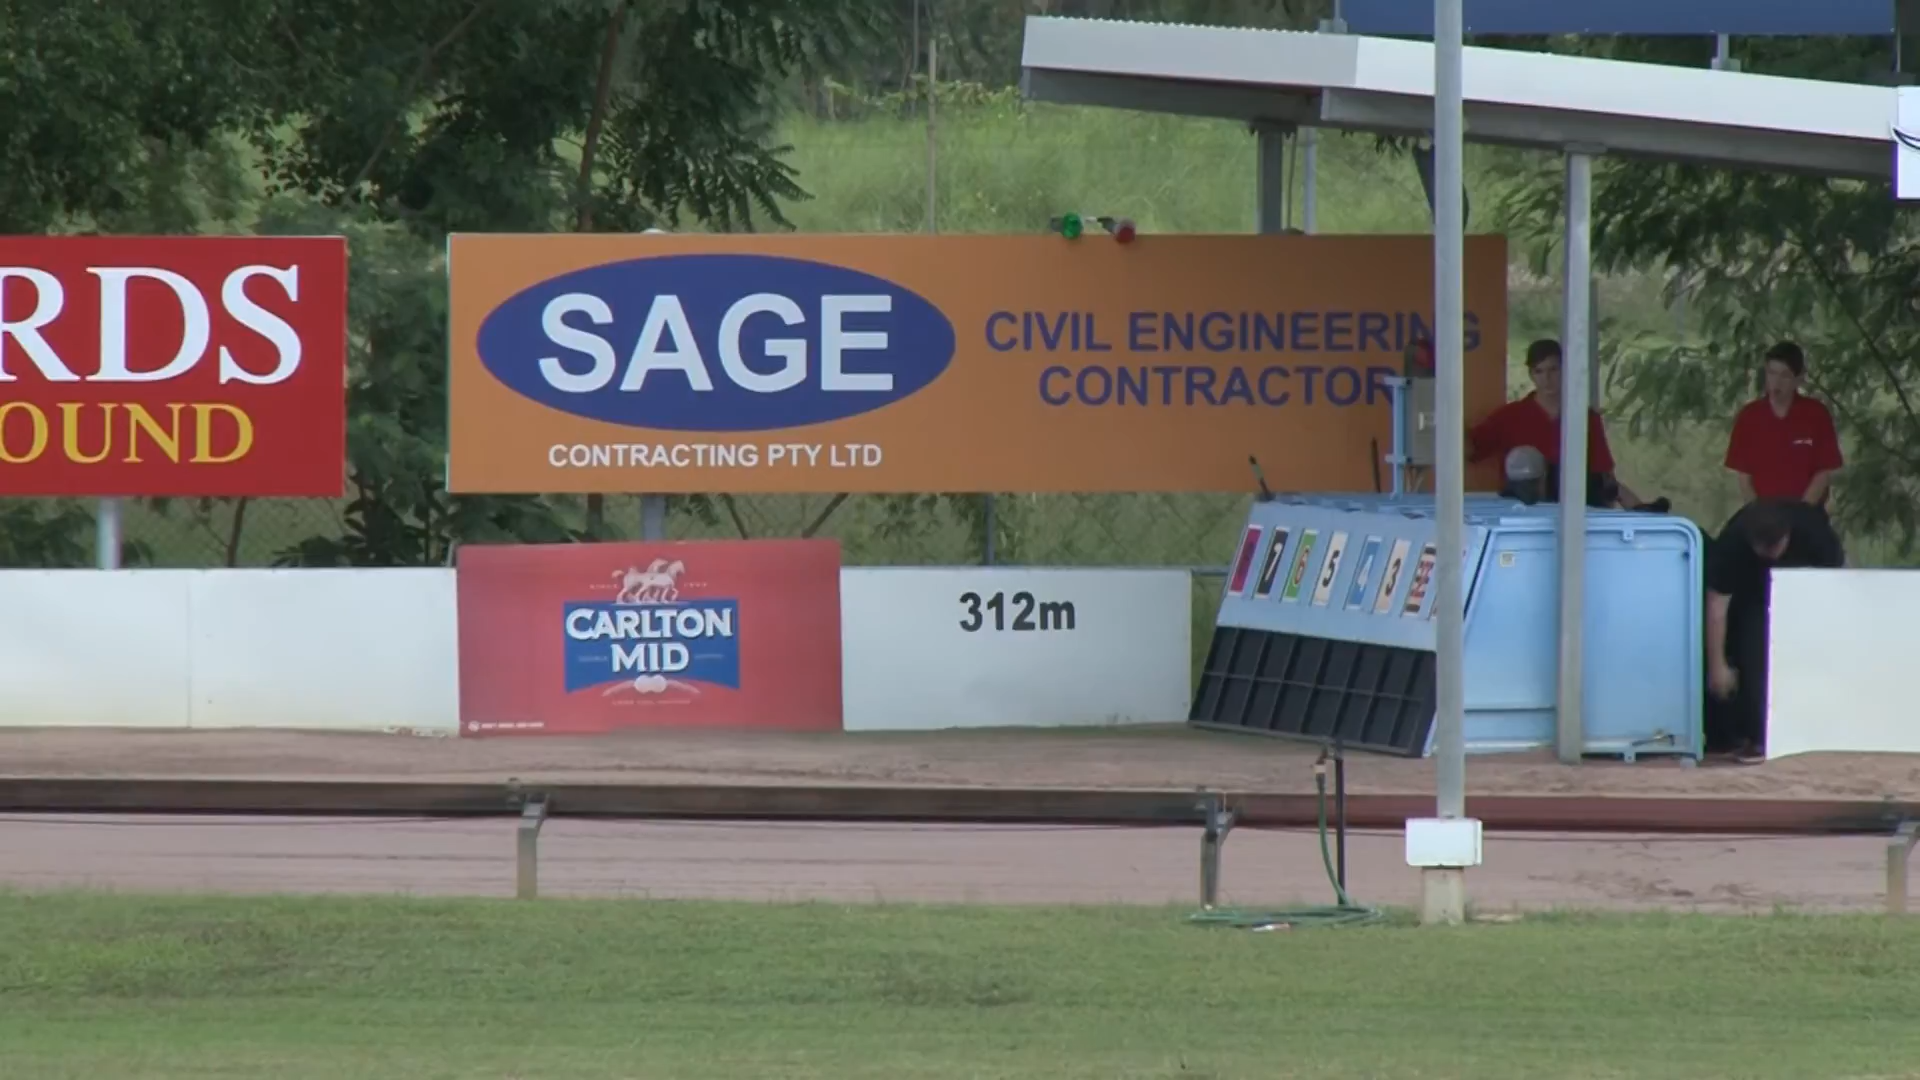 RDS
OUND
SAGE
CONTRACTING PTY LTD
CIVIL ENGINEERING
CONTRACTOR
CARLTON
MID
312m
7 6 5 4 3